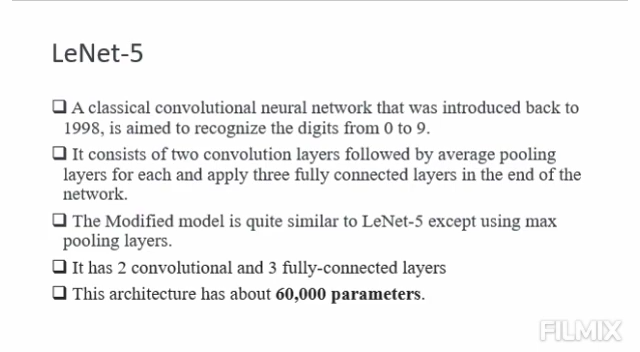 LeNet-5
❑ A classical convolutional neural network that was introduced back to
1998, is aimed to recognize the digits from 0 to 9.
❑ It consists of two convolution layers followed by average pooling
layers for each and apply three fully connected layers in the end of the
network.
❑ The Modified model is quite similar to LeNet-5 except using max
pooling layers.
❑ It has 2 convolutional and 3 fully-connected layers
❑ This architecture has about 60,000 parameters.
FILMIX